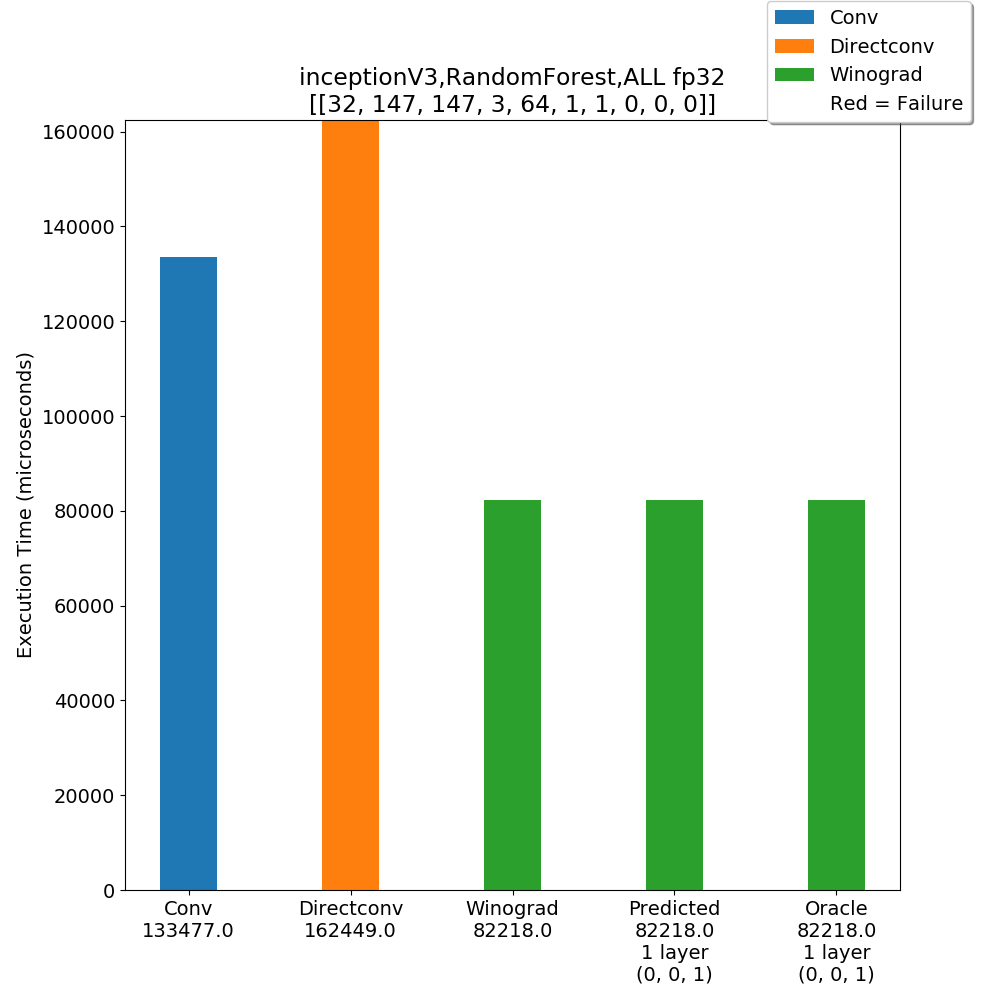 Conv
Directconv
Winograd
Red = Failure
inceptionV3,RandomForest,ALL fp32
[[32, 147, 147, 3, 64, 1, 1, 0, 0, 0]]
160000
140000
120000
100000
80000
60000
40000
20000
0
Execution Time (microseconds)
Conv
133477.0
Directconv
162449.0
Winograd
82218.0
Predicted
82218.0
1 layer
(0, 0, 1)
Oracle
82218.0
1 layer
(0, 0, 1)